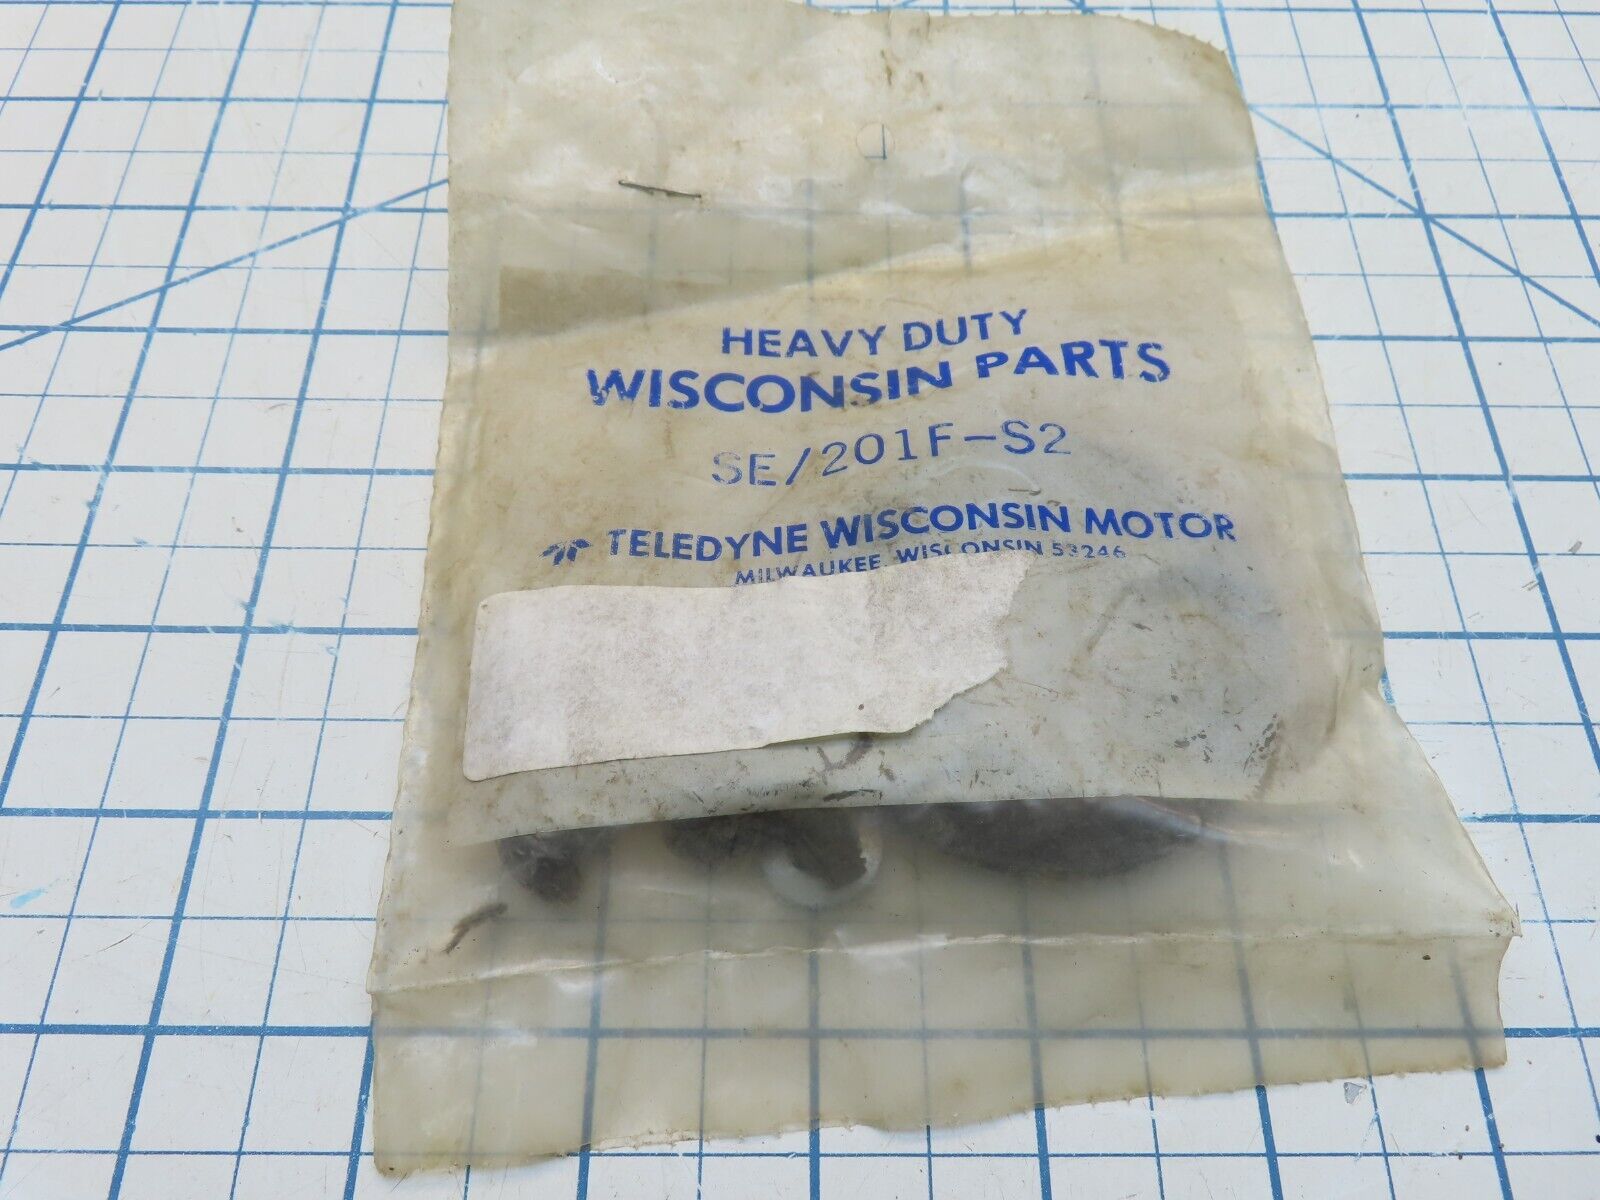 HEAVY DUTY
WISCONSIN PARTS
SE/201F-S2
TELEDYNE WISCONSIN MOTOR
MILWAUKEE, WISCONSIN 53246